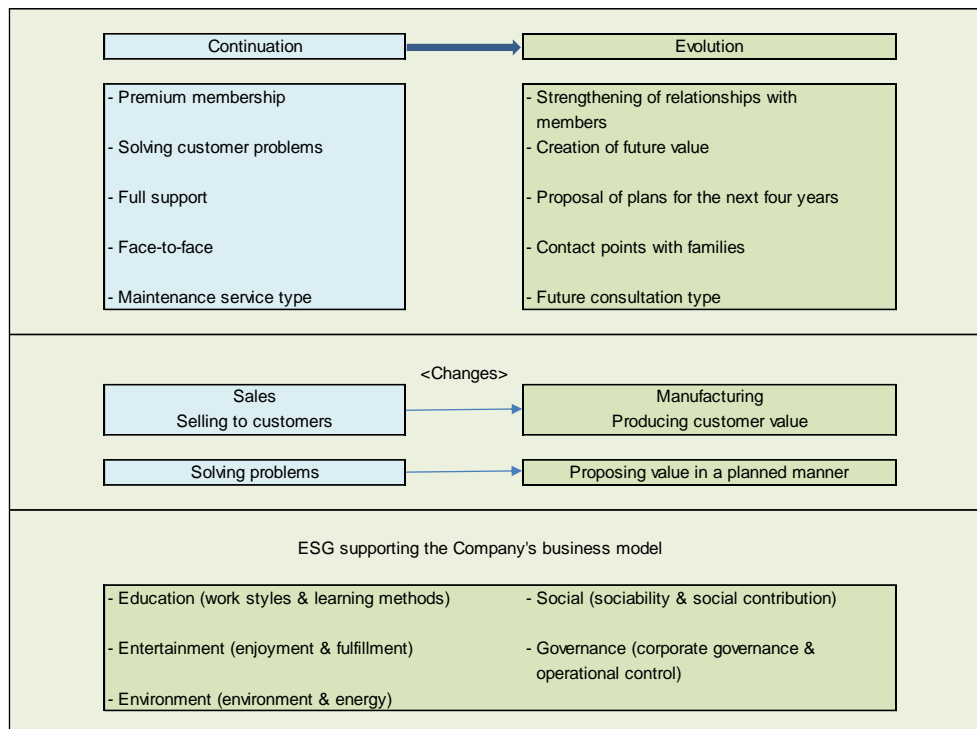 Continuation
Evolution
- Premium membership
- Solving customer problems
- Full support
- Face-to-face
- Maintenance service type
- Strengthening of relationships with
members
- Creation of future value
- Proposal of plans for the next four years
- Contact points with families
- Future consultation type
<Changes>
Sales
Selling to customers
Manufacturing
Producing customer value
Solving problems
Proposing value in a planned manner
ESG supporting the Company's business model
- Education (work styles & learning methods)
- Entertainment (enjoyment & fulfillment)
- Environment (environment & energy)
- Social (sociability & social contribution)
- Governance (corporate governance &
operational control)